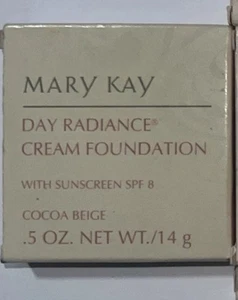 MARY KAY
DAY RADIANCE®
CREAM FOUNDATION
WITH SUNSCREEN SPF 8
COCOA BEIGE
.5 OZ. NET WT./14 g